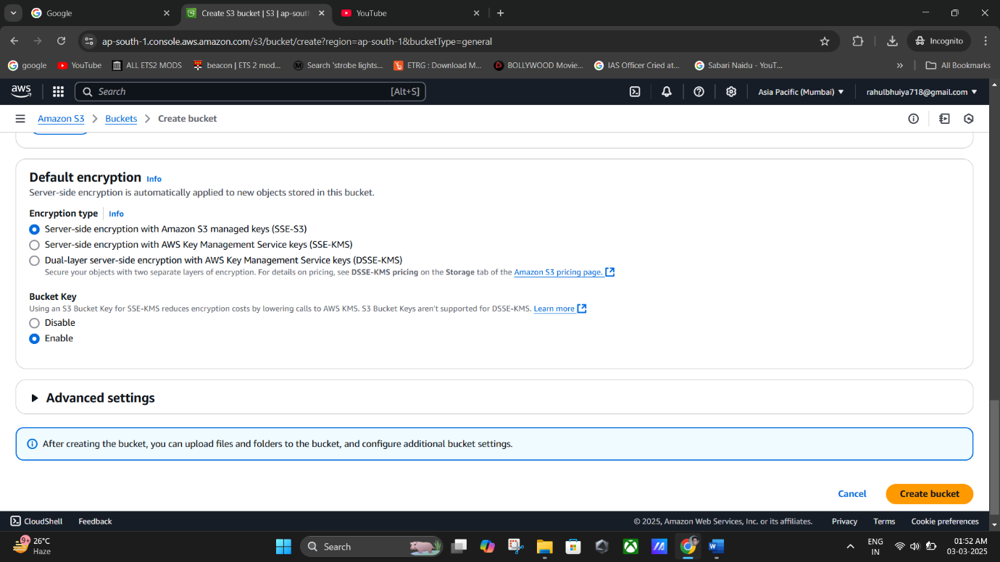 Google
Create S3 bucket | S3 | ap-sout
YouTube
ap-south-1.console.aws.amazon.com/s3/bucket/create?region=ap-south-1&bucketType=general
Incognito
google
YouTube
ALL ETS2 MODS
beacon | ETS 2 mod...
Search 'strobe lights...
ETRG : Download M...
BOLLYWOOD Movie...
IAS Officer Cried at...
Sabari Naidu - YouT...
All Bookmarks
aws
Search
[Alt+S]
Asia Pacific (Mumbai)
rahulbhuiya718@gmail.com
Amazon S3
Buckets
Create bucket
Default encryption Info
Server-side encryption is automatically applied to new objects stored in this bucket.
Encryption type Info
Server-side encryption with Amazon S3 managed keys (SSE-S3)
Server-side encryption with AWS Key Management Service keys (SSE-KMS)
Dual-layer server-side encryption with AWS Key Management Service keys (DSSE-KMS)
Secure your objects with two separate layers of encryption. For details on pricing, see DSSE-KMS pricing on the Storage tab of the Amazon S3 pricing page.
Bucket Key
Using an S3 Bucket Key for SSE-KMS reduces encryption costs by lowering calls to AWS KMS. S3 Bucket Keys aren't supported for DSSE-KMS. Learn more
Disable
Enable
Advanced settings
After creating the bucket, you can upload files and folders to the bucket, and configure additional bucket settings.
Cancel
Create bucket
CloudShell
Feedback
© 2025, Amazon Web Services, Inc. or its affiliates.
Privacy
Terms
Cookie preferences
9+
26°C
Haze
Search
ENG
IN
01:52 AM
03-03-2025